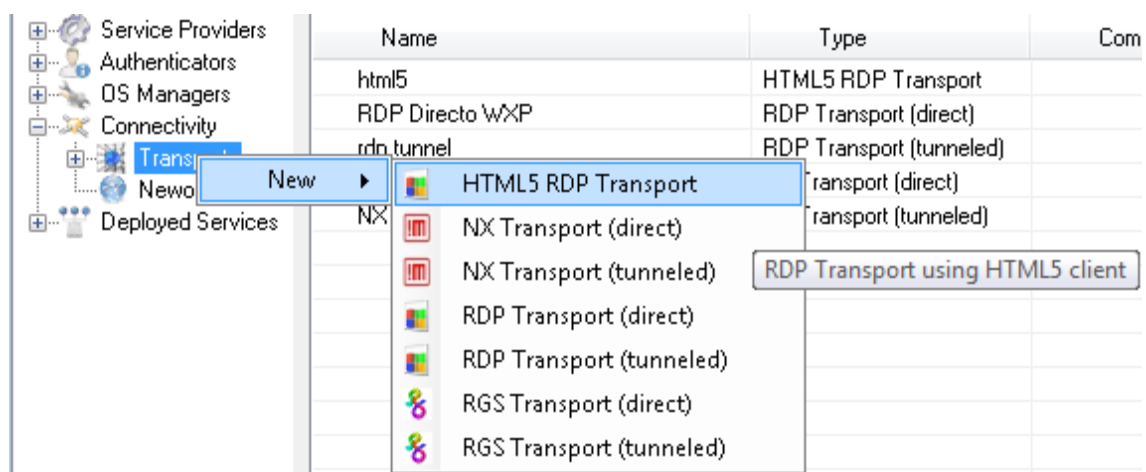 Service Providers
Authenticators
OS Managers
Connectivity
Transp
Netwo
Deployed Services
Name Type Com
html5 HTML5 RDP Transport
RDP Directo WXP RDP Transport (direct)
rdp tunnel RDP Transport (tunneled)
ransport (direct)
NX ransport (tunneled)
New
HTML5 RDP Transport
NX Transport (direct)
NX Transport (tunneled)
RDP Transport (direct)
RDP Transport (tunneled)
RGS Transport (direct)
RGS Transport (tunneled)
RDP Transport using HTML5 client